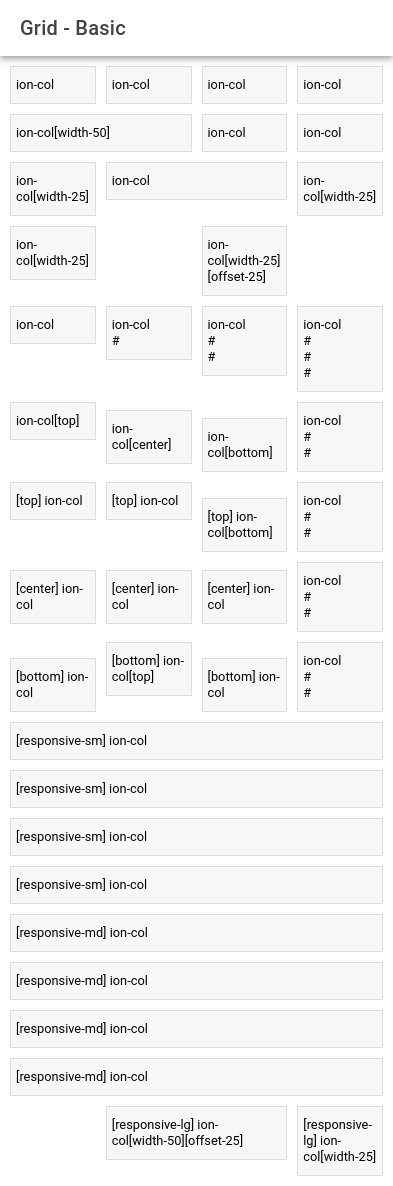 Grid - Basic
ion-col ion-col ion-col ion-col
ion-col[width-50] ion-col ion-col
ion-
col[width-25]
ion-col
ion-
col[width-25]
ion-
col[width-25]
ion-
col[width-25]
[offset-25]
ion-col
ion-col
#
ion-col
#
#
ion-col
#
#
#
ion-col[top]
ion-
col[center]
ion-
col[bottom]
ion-col
#
#
[top] ion-col
[top] ion-col
[top] ion-
col[bottom]
ion-col
#
#
[center] ion-
col
[center] ion-
col
[center] ion-
col
ion-col
#
#
[bottom] ion-
col
[bottom] ion-
col[top]
[bottom] ion-
col
ion-col
#
#
[responsive-sm] ion-col
[responsive-sm] ion-col
[responsive-sm] ion-col
[responsive-sm] ion-col
[responsive-md] ion-col
[responsive-md] ion-col
[responsive-md] ion-col
[responsive-md] ion-col
[responsive-lg] ion-
col[width-50][offset-25]
[responsive-
lg] ion-
col[width-25]